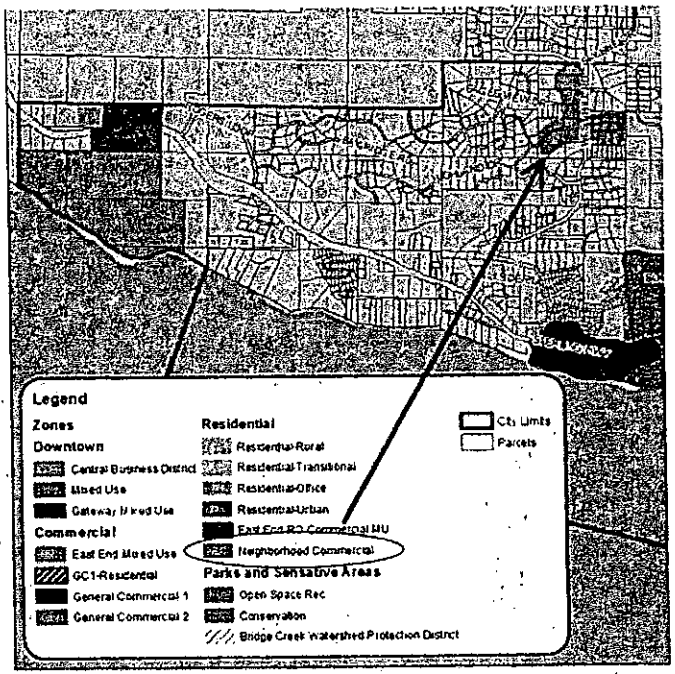 Legend
Zones
Downtown
Central Business District
Mixed Use
Gateway Mixed Use
Commercial
East End Mixed Use
GC1-Residential
General Commercial 1
General Commercial 2
Residential
Residential-Rural
Residential-Transitional
Residential-Office
Residential-Urban
East End RO Commercial MU
Neighborhood Commercial
Parks and Sensative Areas
Open Space Rec
Conservation
Bridge Creek Watershed Protection District
City Limits
Parcels